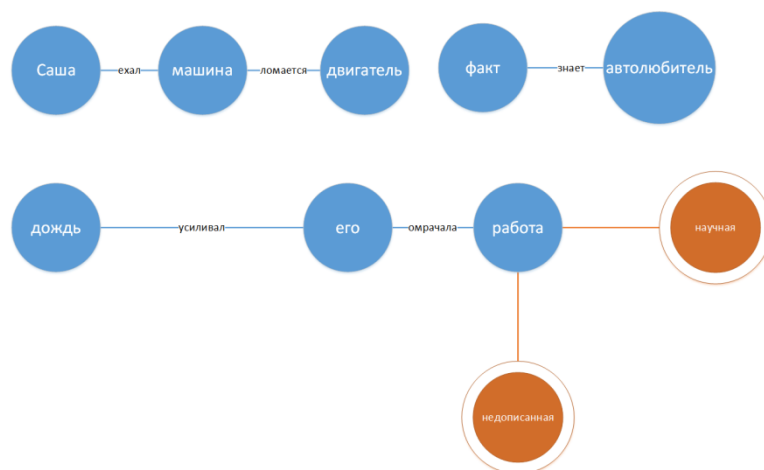 Саша ехал машина ломается двигатель
факт знает автолюбитель
дождь усиливал его омрачала работа научная
недописанная